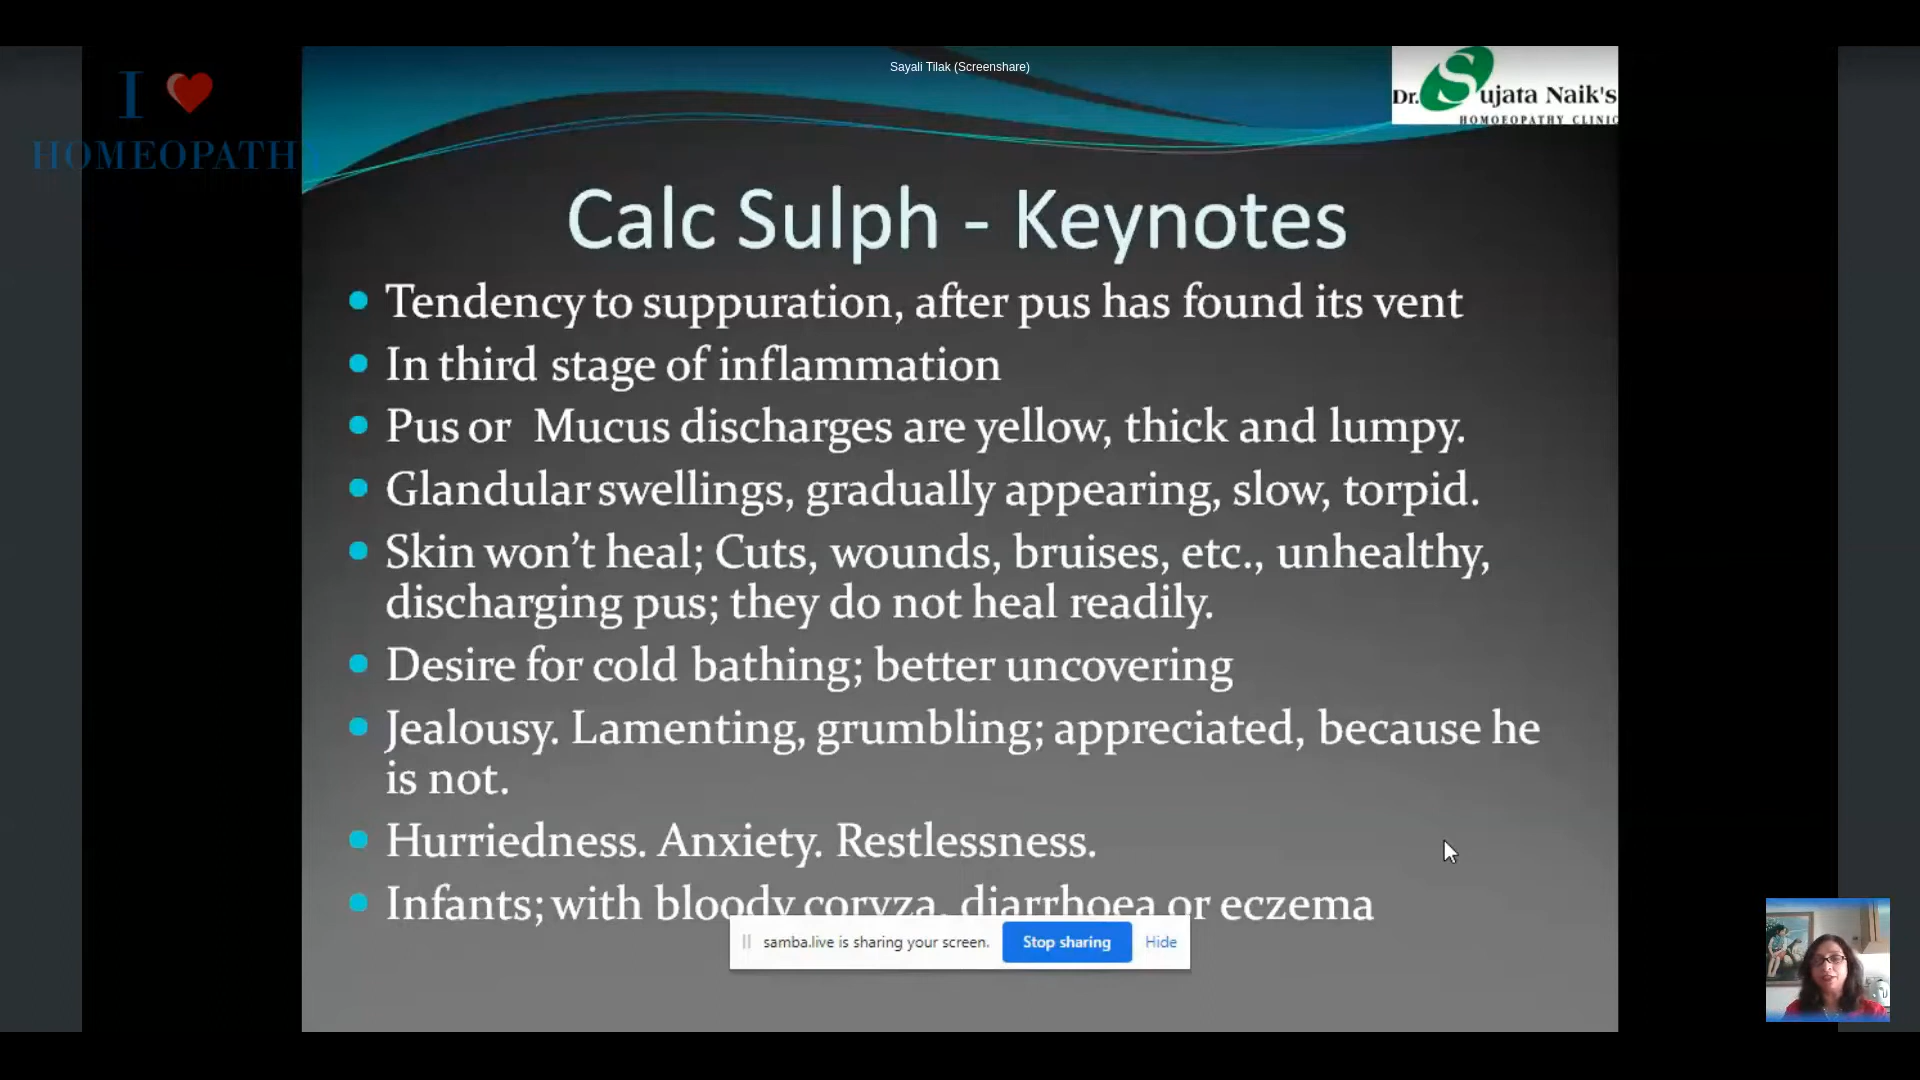 Sayali Tilak (Screenshare)
I
HOMEOPATHY
Dr. Sujata Naik's
HOMOEOPATHY CLINIC
Calc Sulph - Keynotes
Tendency to suppuration, after pus has found its vent
In third stage of inflammation
Pus or Mucus discharges are yellow, thick and lumpy.
Glandular swellings, gradually appearing, slow, torpid.
Skin won’t heal; Cuts, wounds, bruises, etc., unhealthy,
discharging pus; they do not heal readily.
Desire for cold bathing; better uncovering
Jealousy. Lamenting, grumbling; appreciated, because he
is not.
Hurriedness. Anxiety. Restlessness.
Infants; with bloody coryza, diarrhoea or eczema
samba.live is sharing your screen. Stop sharing Hide